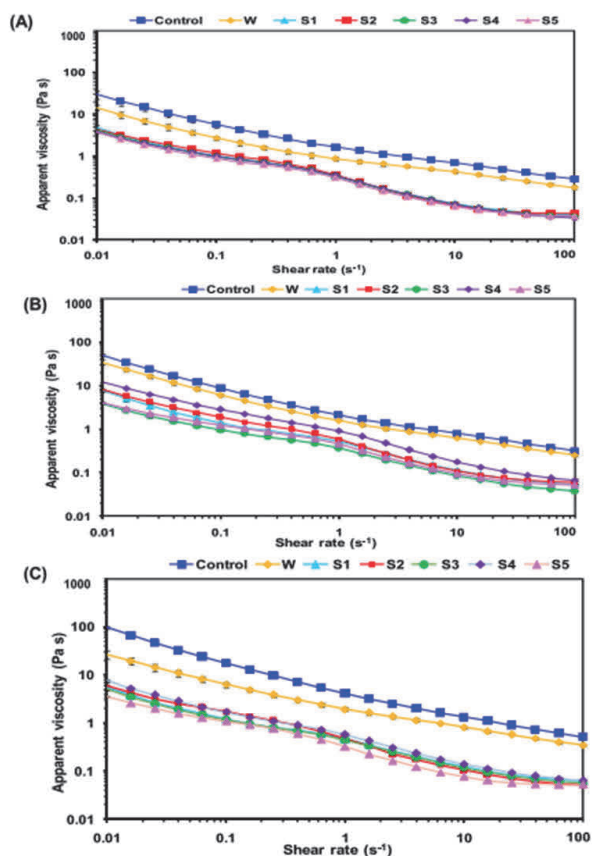 (A)
Control W S1 S2 S3 S4 S5
Apparent viscosity (Pa s)
1000
100
10
1
0.1
0.01
0.01 0.1 1 10 100
Shear rate (s⁻¹)
(B)
Control W S1 S2 S3 S4 S5
Apparent viscosity (Pa s)
1000
100
10
1
0.1
0.01
0.01 0.1 1 10 100
Shear rate (s⁻¹)
(C)
Control W S1 S2 S3 S4 S5
Apparent viscosity (Pa s)
1000
100
10
1
0.1
0.01
0.01 0.1 1 10 100
Shear rate (s⁻¹)